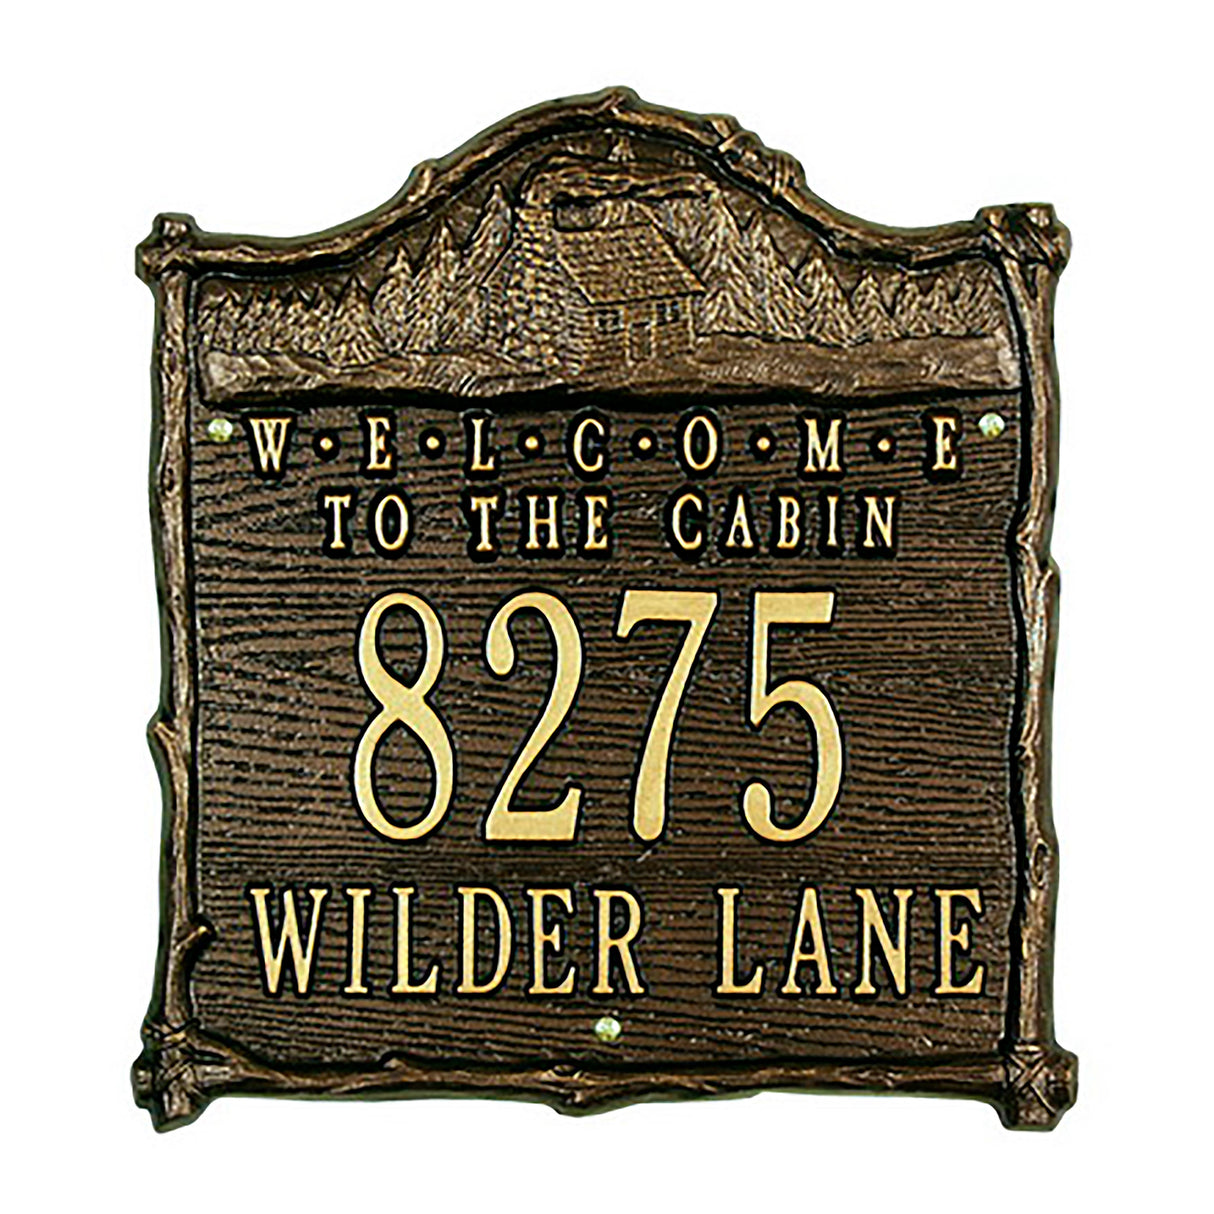 W•E•L•C•O•M•E
TO THE CABIN
8275
WILDER LANE